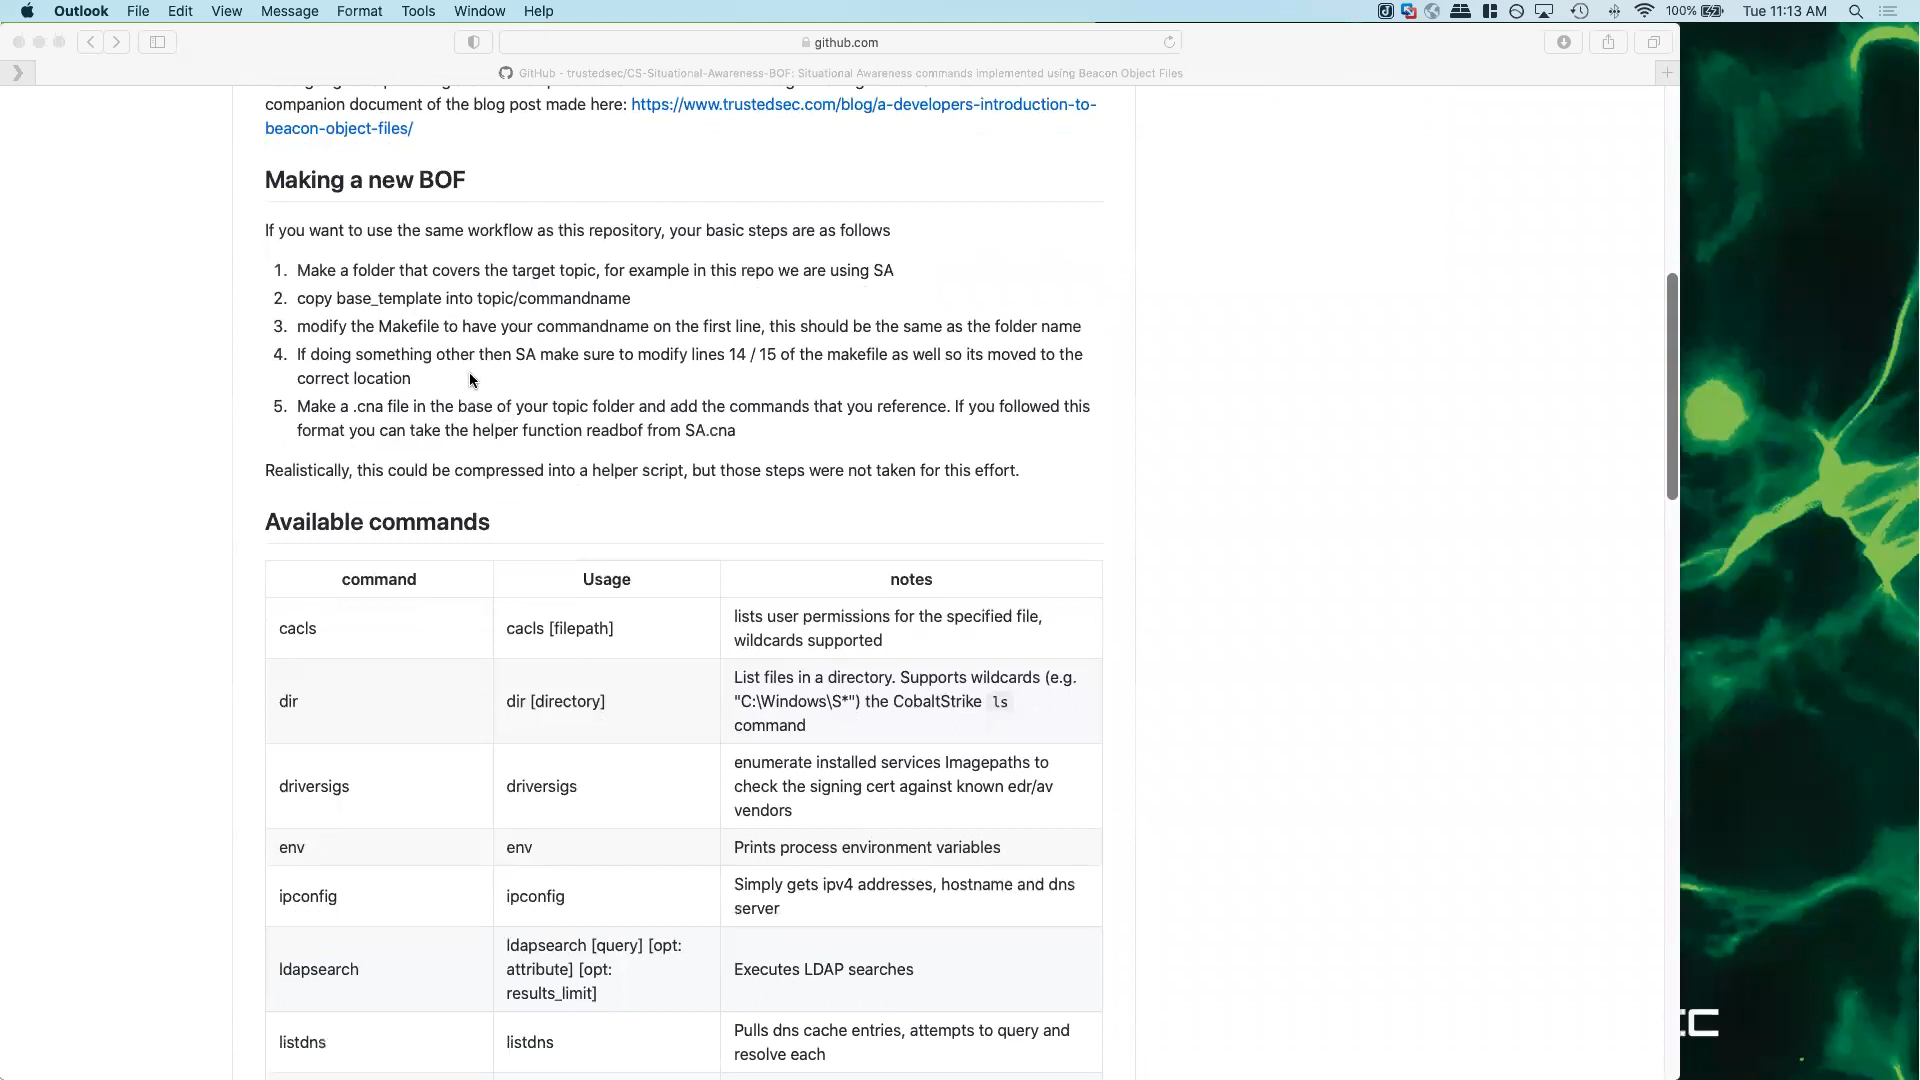 Outlook File Edit View Message Format Tools Window Help 100% Tue 11:13 AM
github.com
GitHub - trustedsec/CS-Situational-Awareness-BOF: Situational Awareness commands implemented using Beacon Object Files
companion document of the blog post made here: https://www.trustedsec.com/blog/a-developers-introduction-to-
beacon-object-files/
Making a new BOF
If you want to use the same workflow as this repository, your basic steps are as follows
1. Make a folder that covers the target topic, for example in this repo we are using SA
2. copy base_template into topic/commandname
3. modify the Makefile to have your commandname on the first line, this should be the same as the folder name
4. If doing something other then SA make sure to modify lines 14 / 15 of the makefile as well so its moved to the
correct location
5. Make a .cna file in the base of your topic folder and add the commands that you reference. If you followed this
format you can take the helper function readbof from SA.cna
Realistically, this could be compressed into a helper script, but those steps were not taken for this effort.
Available commands
command Usage notes
cacls cacls [filepath] lists user permissions for the specified file,
wildcards supported
dir dir [directory] List files in a directory. Supports wildcards (e.g.
"C:\Windows\S*") the CobaltStrike ls
command
driversigs driversigs enumerate installed services Imagepaths to
check the signing cert against known edr/av
vendors
env env Prints process environment variables
ipconfig ipconfig Simply gets ipv4 addresses, hostname and dns
server
ldapsearch ldapsearch [query] [opt:
attribute] [opt:
results_limit] Executes LDAP searches
listdns listdns Pulls dns cache entries, attempts to query and
resolve each